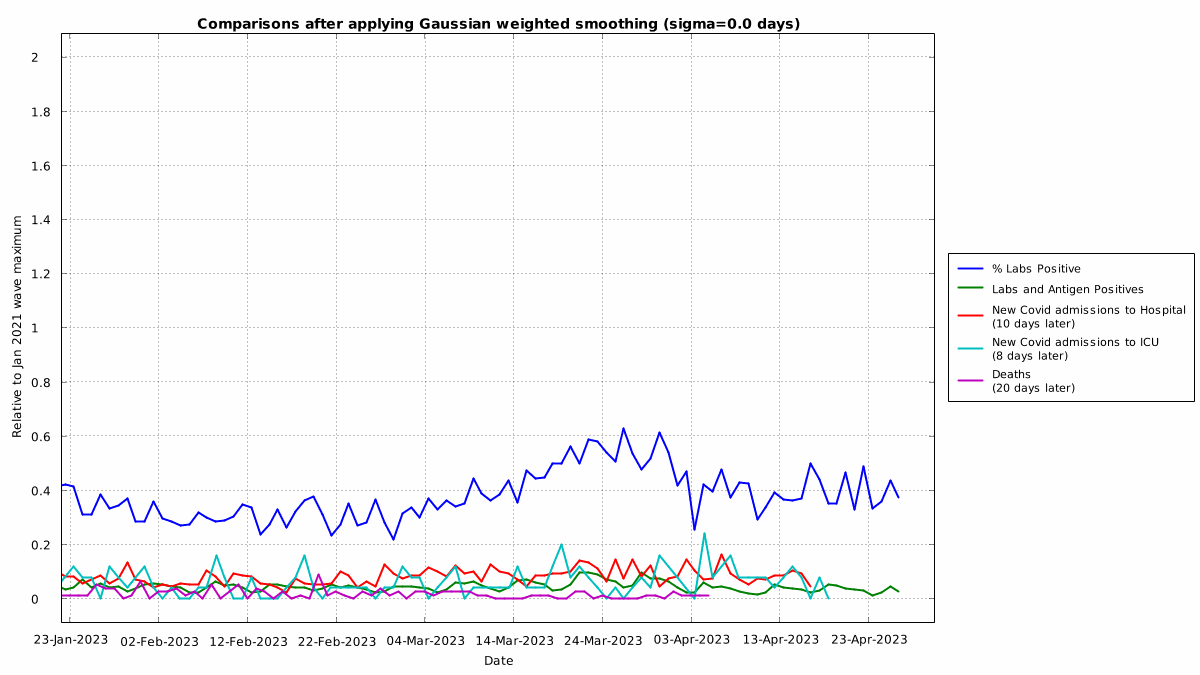 Comparisons after applying Gaussian weighted smoothing (sigma=0.0 days)
Relative to Jan 2021 wave maximum
2
1.8
1.6
1.4
1.2
1
0.8
0.6
0.4
0.2
0
23-Jan-2023 02-Feb-2023 12-Feb-2023 22-Feb-2023 04-Mar-2023 14-Mar-2023 24-Mar-2023 03-Apr-2023 13-Apr-2023 23-Apr-2023
Date
% Labs Positive
Labs and Antigen Positives
New Covid admissions to Hospital
(10 days later)
New Covid admissions to ICU
(8 days later)
Deaths
(20 days later)